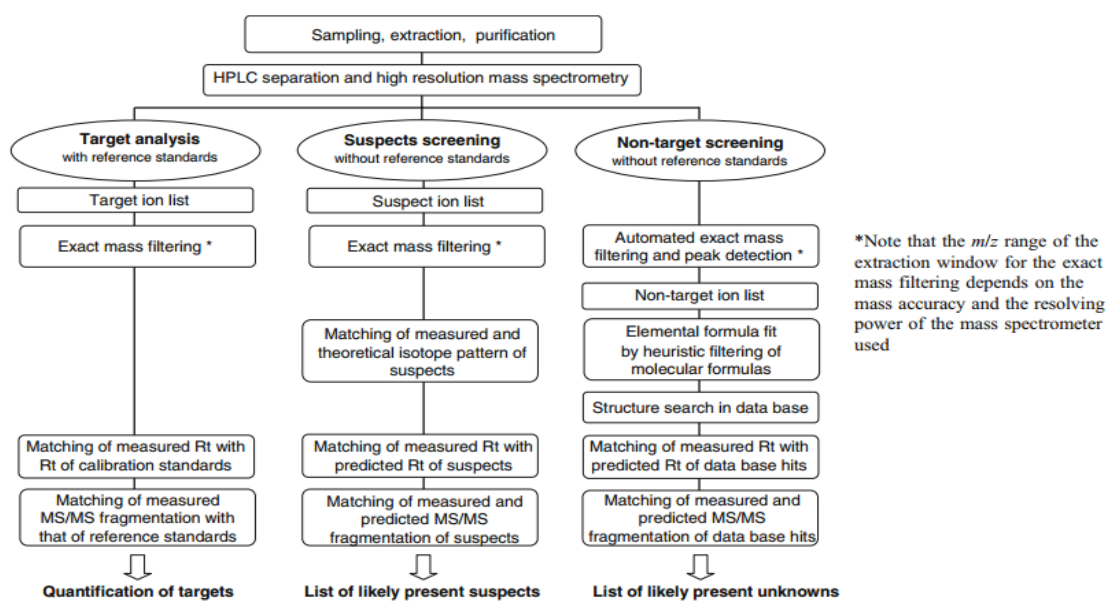 Sampling, extraction, purification
HPLC separation and high resolution mass spectrometry
Target analysis
with reference standards
Target ion list
Exact mass filtering *
Matching of measured Rt with
Rt of calibration standards
Matching of measured
MS/MS fragmentation with
that of reference standards
Quantification of targets
Suspects screening
without reference standards
Suspect ion list
Exact mass filtering *
Matching of measured and
theoretical isotope pattern of
suspects
Matching of measured Rt with
predicted Rt of suspects
Matching of measured and
predicted MS/MS
fragmentation of suspects
List of likely present suspects
Non-target screening
without reference standards
Automated exact mass
filtering and peak detection *
Non-target ion list
Elemental formula fit
by heuristic filtering of
molecular formulas
Structure search in data base
Matching of measured Rt with
predicted Rt of data base hits
Matching of measured and
predicted MS/MS
fragmentation of data base hits
List of likely present unknowns
*Note that the m/z range of the
extraction window for the exact
mass filtering depends on the
mass accuracy and the resolving
power of the mass spectrometer
used